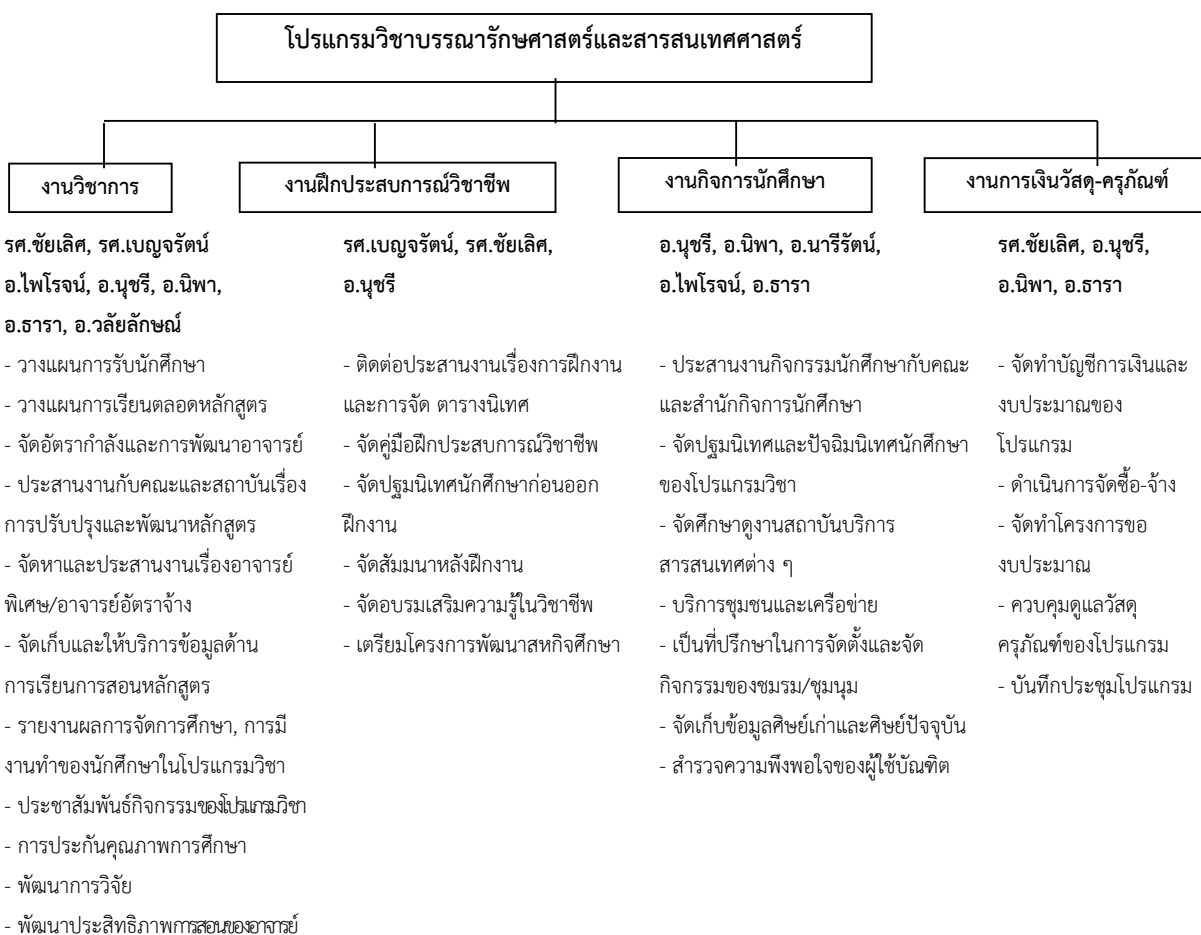 โปรแกรมวิชาบรรณารักษศาสตร์และสารสนเทศศาสตร์
งานวิชาการ
งานฝึกประสบการณ์วิชาชีพ
งานกิจการนักศึกษา
งานการเงินวัสดุ-ครุภัณฑ์
รศ.ชัยเลิศ, รศ.เบญจรัตน์
อ.ไพโรจน์, อ.นุชรี, อ.นิพา,
อ.ธารา, อ.วลัยลักษณ์
- วางแผนการรับนักศึกษา
- วางแผนการเรียนตลอดหลักสูตร
- จัดอัตรากำลังและการพัฒนาอาจารย์
- ประสานงานกับคณะและสถาบันเรื่อง
การปรับปรุงและพัฒนาหลักสูตร
- จัดหาและประสานงานเรื่องอาจารย์
พิเศษ/อาจารย์อัตราจ้าง
- จัดเก็บและให้บริการข้อมูลด้าน
การเรียนการสอนหลักสูตร
- รายงานผลการจัดการศึกษา, การมี
งานทำของนักศึกษาในโปรแกรมวิชา
- ประชาสัมพันธ์กิจกรรมของโปรแกรมวิชา
- การประกันคุณภาพการศึกษา
- พัฒนาการวิจัย
- พัฒนาประสิทธิภาพการสอนของอาจารย์
รศ.เบญจรัตน์, รศ.ชัยเลิศ,
อ.นุชรี
- ติดต่อประสานงานเรื่องการฝึกงาน
และการจัด ตารางนิเทศ
- จัดคู่มือฝึกประสบการณ์วิชาชีพ
- จัดปฐมนิเทศนักศึกษาก่อนออก
ฝึกงาน
- จัดสัมมนาหลังฝึกงาน
- จัดอบรมเสริมความรู้ในวิชาชีพ
- เตรียมโครงการพัฒนาสหกิจศึกษา
อ.นุชรี, อ.นิพา, อ.นารีรัตน์,
อ.ไพโรจน์, อ.ธารา
- ประสานงานกิจกรรมนักศึกษากับคณะ
และสำนักกิจการนักศึกษา
- จัดปฐมนิเทศและปัจฉิมนิเทศนักศึกษา
ของโปรแกรมวิชา
- จัดศึกษาดูงานสถาบันบริการ
สารสนเทศต่าง ๆ
- บริการชุมชนและเครือข่าย
- เป็นที่ปรึกษาในการจัดตั้งและจัด
กิจกรรมของชมรม/ชุมนุม
- จัดเก็บข้อมูลศิษย์เก่าและศิษย์ปัจจุบัน
- สำรวจความพึงพอใจของผู้ใช้บัณฑิต
รศ.ชัยเลิศ, อ.นุชรี,
อ.นิพา, อ.ธารา
- จัดทำบัญชีการเงินและ
งบประมาณของ
โปรแกรม
- ดำเนินการจัดซื้อ-จ้าง
- จัดทำโครงการขอ
งบประมาณ
- ควบคุมดูแลวัสดุ
ครุภัณฑ์ของโปรแกรม
- บันทึกประชุมโปรแกรม